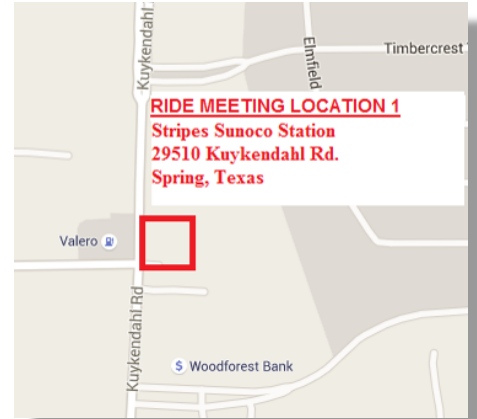 Kuykendahl
Elmfield
Timbercrest
RIDE MEETING LOCATION 1
Stripes Sunoco Station
29510 Kuykendahl Rd.
Spring, Texas
Valero
Kuykendahl Rd
$ Woodforest Bank